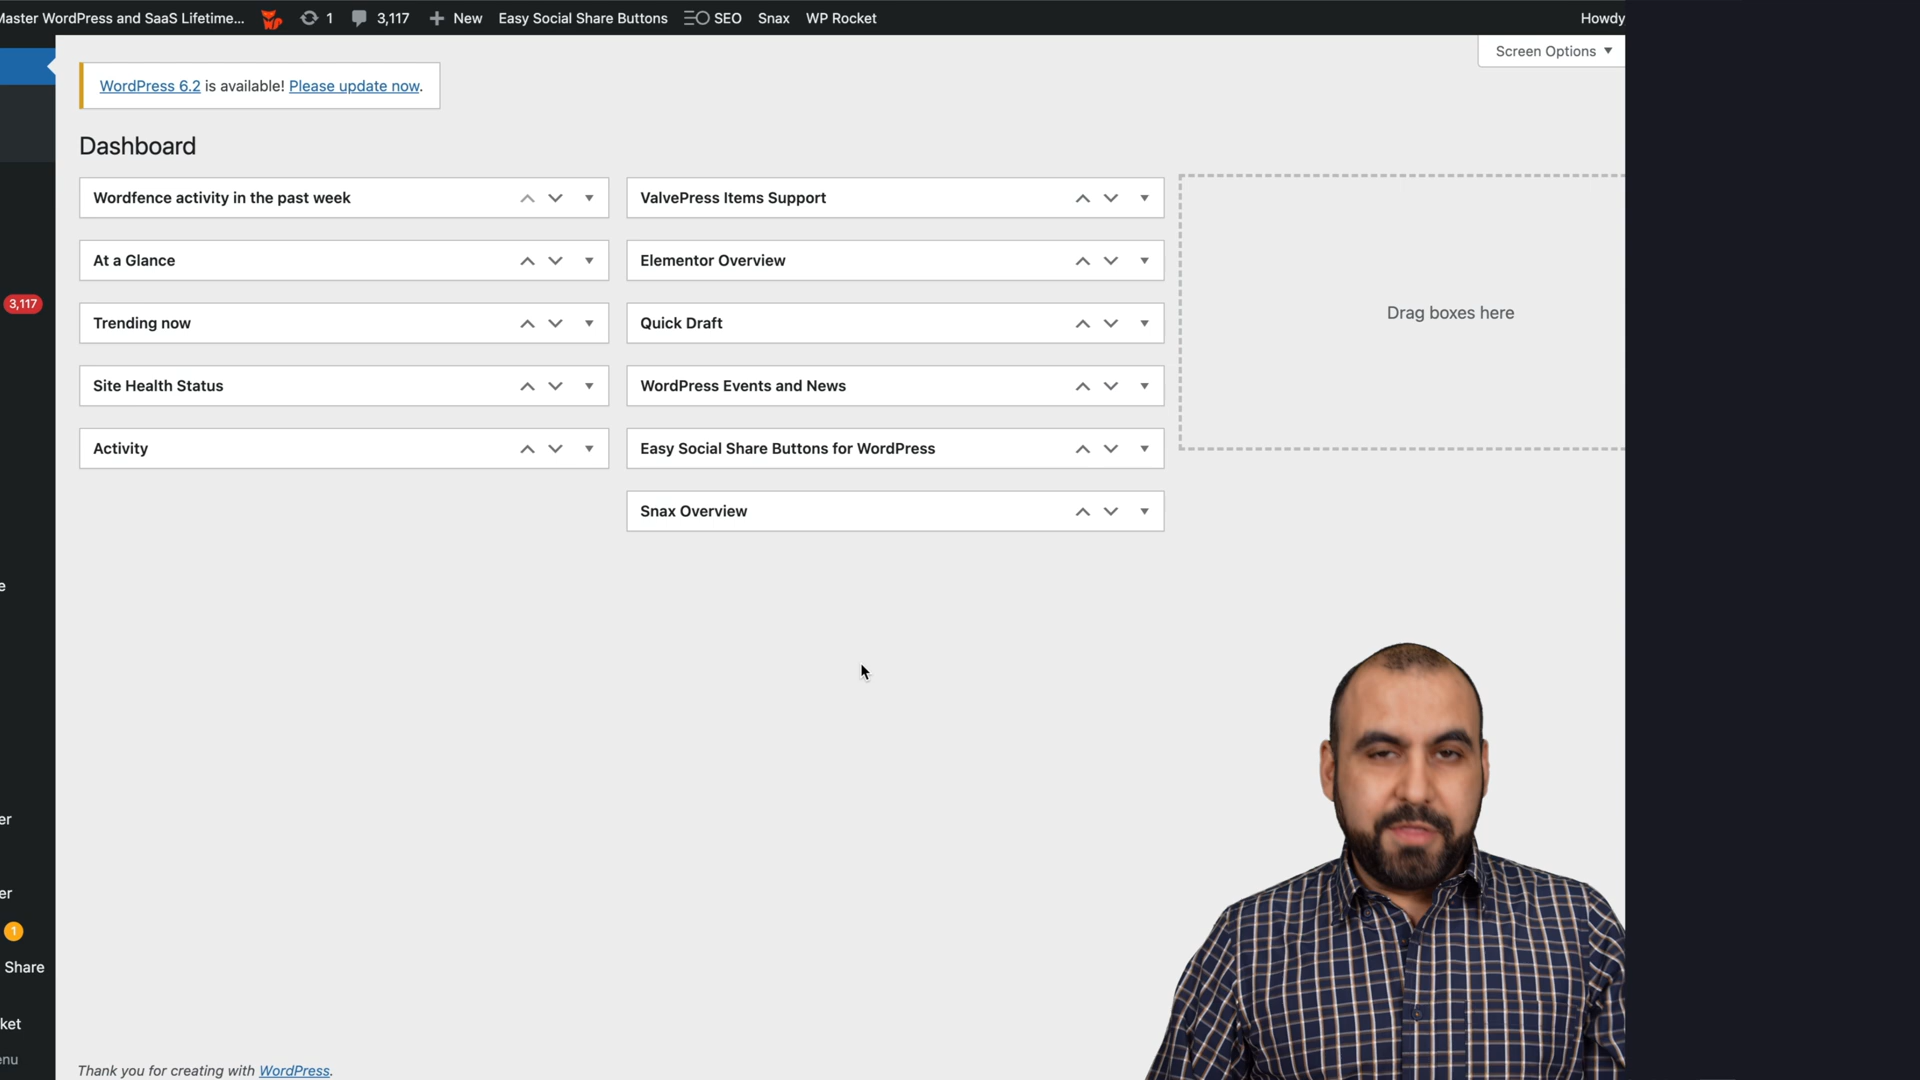 Master WordPress and SaaS Lifetime... 1 3,117 New Easy Social Share Buttons SEO Snax WP Rocket Howdy
Screen Options
WordPress 6.2 is available! Please update now.
Dashboard
Wordfence activity in the past week
At a Glance
Trending now
Site Health Status
Activity
ValvePress Items Support
Elementor Overview
Quick Draft
WordPress Events and News
Easy Social Share Buttons for WordPress
Snax Overview
Drag boxes here
3,117
e
er
er
1
Share
ket
enu
Thank you for creating with WordPress.